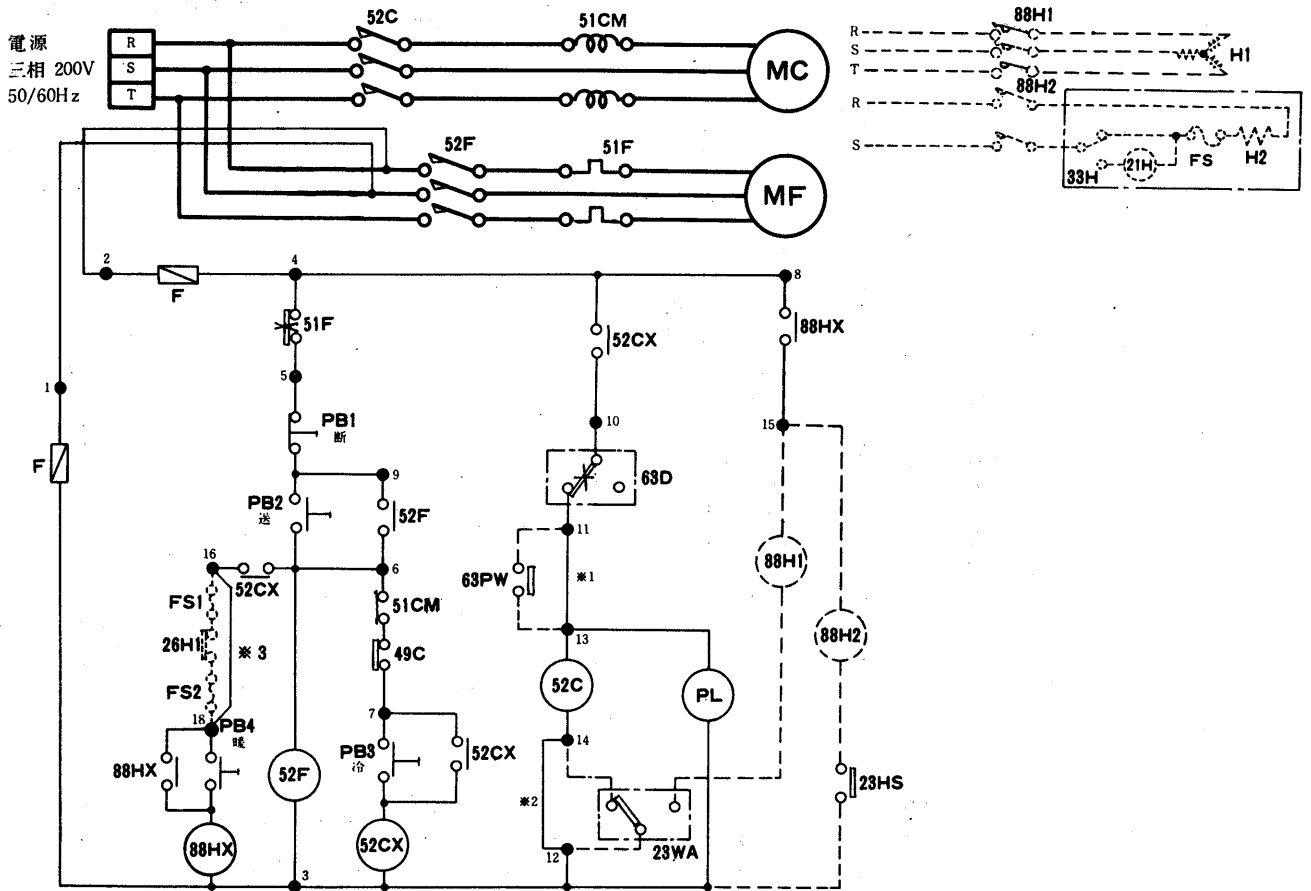 電源
三相 200V
50/60Hz
R
S
T
52C
51CM
MC
52F
51F
MF
R
S
T
R
S
88H1
H1
88H2
33H
21H
FS
H2
2
F
4
8
51F
52CX
88HX
5
1
PB1
断
10
15
F
9
63D
PB2
送
52F
11
16
52CX
6
63PW
※1
88H1
FS1
51CM
26H1
※3
49C
13
88H2
FS2
52C
PL
18
PB4
暖
7
14
88HX
PB3
冷
52CX
52F
※2
23HS
88HX
52CX
12
23WA
3